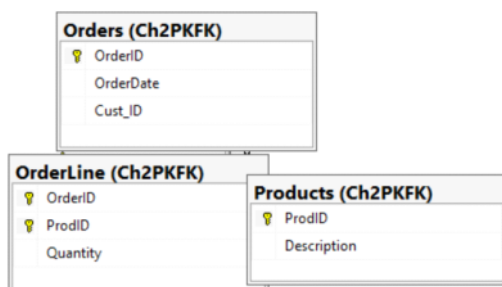 Orders (Ch2PKFK)
OrderID
OrderDate
Cust_ID
OrderLine (Ch2PKFK)
OrderID
ProdID
Quantity
Products (Ch2PKFK)
ProdID
Description